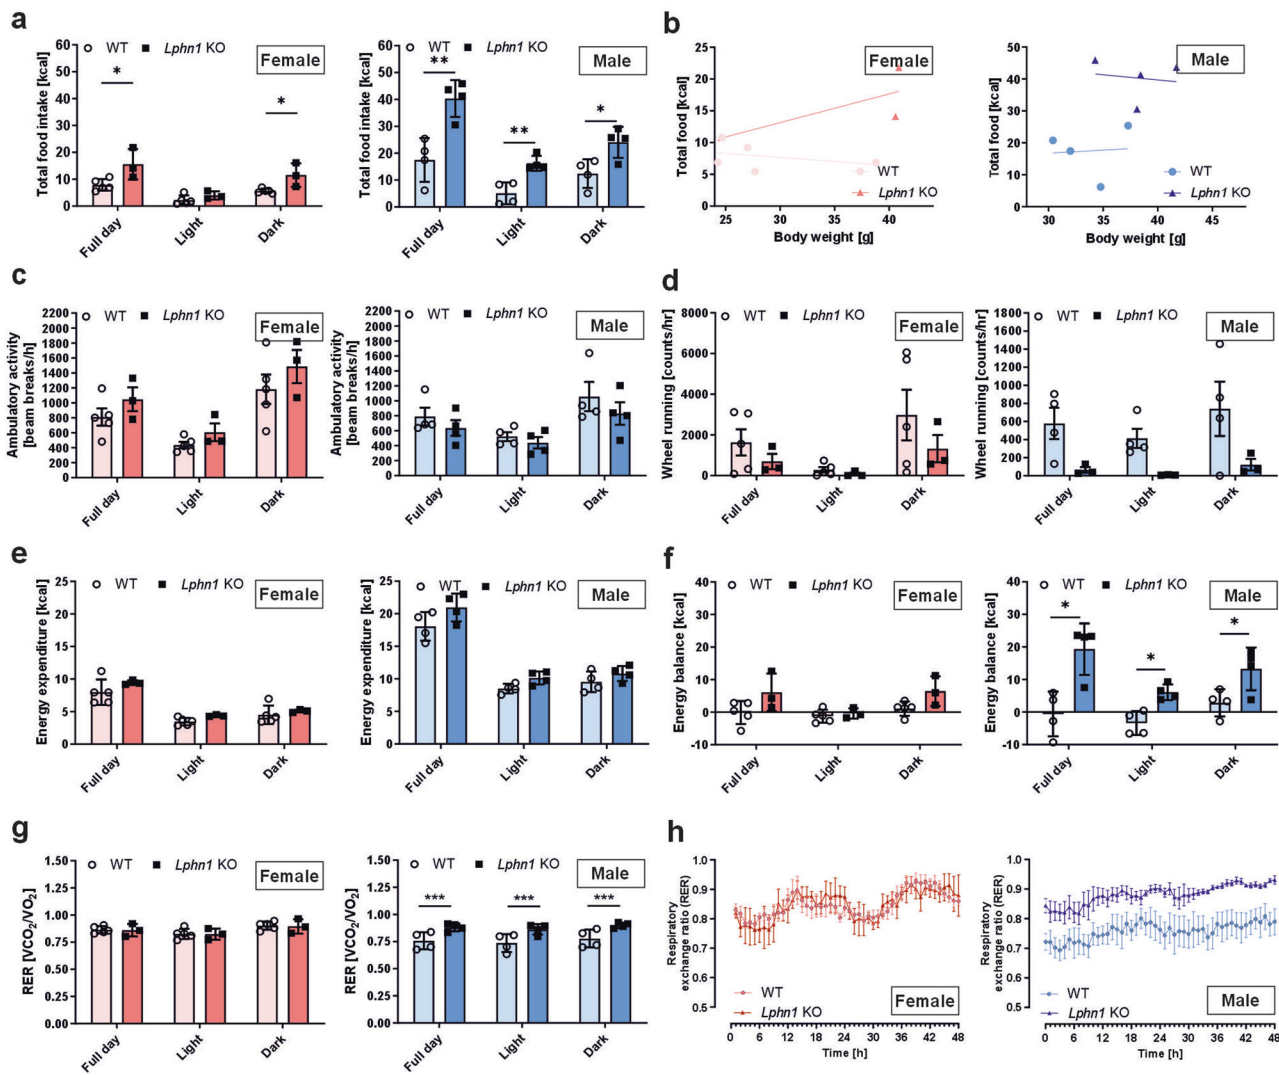 a
WT Lphn1 KO
Female
Total food intake [kcal]
60
50
40
30
20
10
0
*
*
Full day
Light
Dark
WT Lphn1 KO
Male
Total food intake [kcal]
60
50
40
30
20
10
0
**
**
*
Full day
Light
Dark
b
Female
Total food [kcal]
25
20
15
10
5
0
WT
Lphn1 KO
25 30 35 40
Body weight [g]
Male
Total food [kcal]
50
40
30
20
10
0
WT
Lphn1 KO
30 35 40 45
Body weight [g]
c
WT Lphn1 KO
Female
Ambulatory activity
[beam breaks/h]
2200
2000
1800
1600
1400
1200
1000
800
600
400
200
0
Full day
Light
Dark
WT Lphn1 KO
Male
Ambulatory activity
[beam breaks/h]
2200
2000
1800
1600
1400
1200
1000
800
600
400
200
0
Full day
Light
Dark
d
WT Lphn1 KO
Female
Wheel running [counts/hr]
8000
6000
4000
2000
0
Full day
Light
Dark
WT Lphn1 KO
Male
Wheel running [counts/hr]
1800
1600
1400
1200
1000
800
600
400
200
0
Full day
Light
Dark
e
WT Lphn1 KO
Female
Energy expenditure [kcal]
25
20
15
10
5
0
Full day
Light
Dark
WT Lphn1 KO
Male
Energy expenditure [kcal]
25
20
15
10
5
0
Full day
Light
Dark
f
WT Lphn1 KO
Female
Energy balance [kcal]
40
30
20
10
0
-10
Full day
Light
Dark
WT Lphn1 KO
Male
Energy balance [kcal]
40
30
20
10
0
-10
*
*
*
Full day
Light
Dark
g
WT Lphn1 KO
Female
RER [VCO2/VO2]
1.50
1.25
1.00
0.75
0.50
0.25
0.00
Full day
Light
Dark
WT Lphn1 KO
Male
RER [VCO2/VO2]
1.50
1.25
1.00
0.75
0.50
0.25
0.00
***
***
***
Full day
Light
Dark
h
Respiratory
exchange ratio (RER)
1.0
0.9
0.8
0.7
0.6
0.5
WT
Lphn1 KO
Female
0 6 12 18 24 30 36 42 48
Time [h]
Respiratory
exchange ratio (RER)
1.0
0.9
0.8
0.7
0.6
0.5
WT
Lphn1 KO
Male
0 6 12 18 24 30 36 42 48
Time [h]